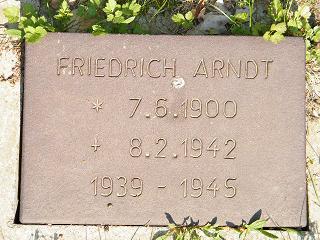 FRIEDRICH ARNDT
* 7.6.1900
+ 8.2.1942
1939 - 1945